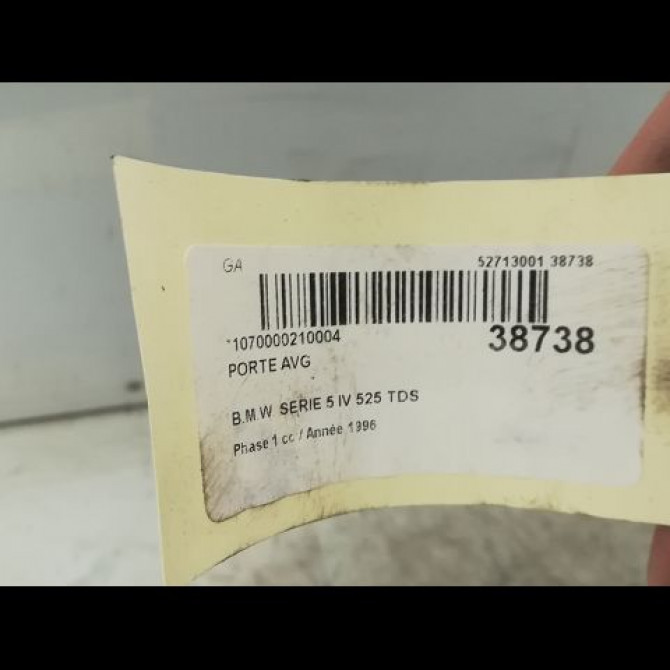 GA 52713001 38738
*1070000210004 38738
PORTE AVG
B.M.W. SERIE 5 IV 525 TDS
Phase 1 cc / Année 1996